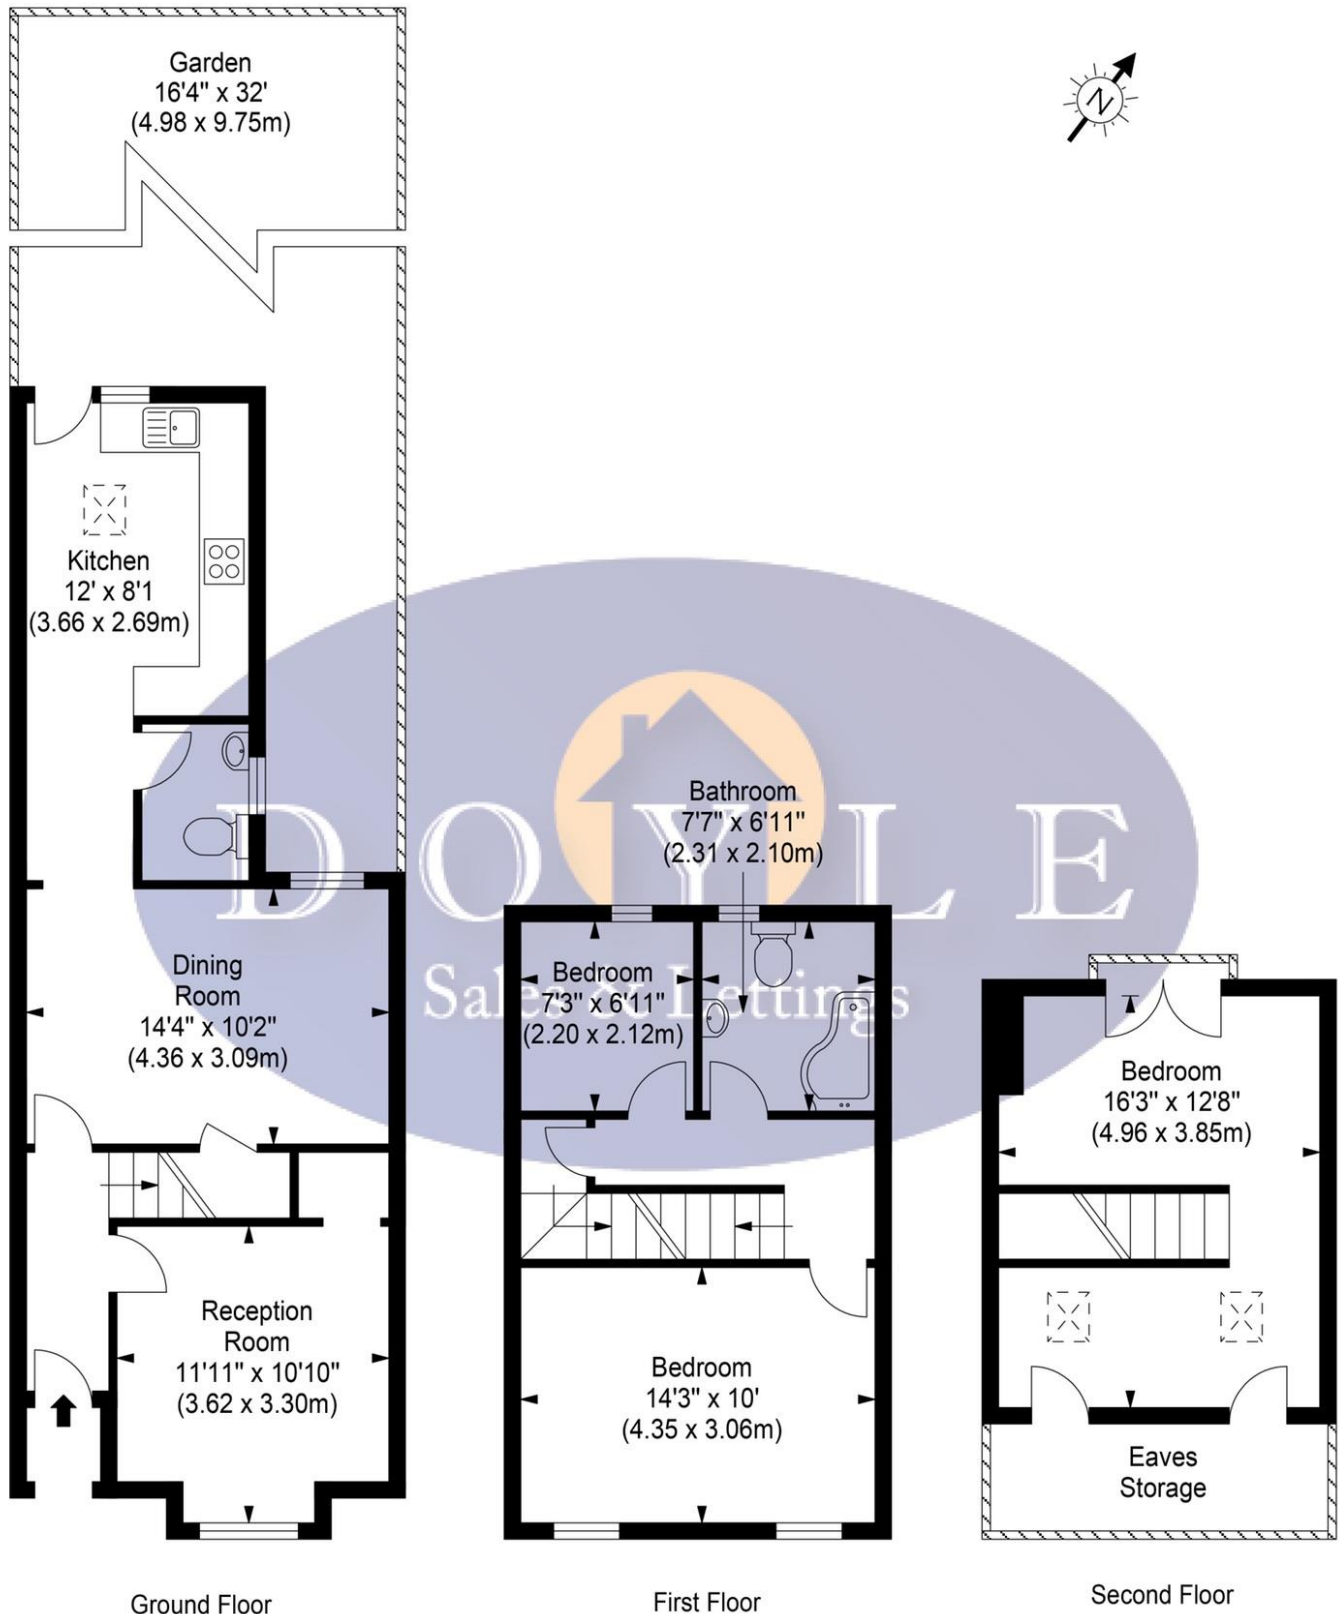 Garden
16'4" x 32'
(4.98 x 9.75m)
N
Kitchen
12' x 8'1
(3.66 x 2.69m)
Bathroom
7'7" x 6'11"
(2.31 x 2.10m)
DOYLE
Sales & Lettings
Dining
Room
14'4" x 10'2"
(4.36 x 3.09m)
Bedroom
7'3" x 6'11"
(2.20 x 2.12m)
Bedroom
16'3" x 12'8"
(4.96 x 3.85m)
Reception
Room
11'11" x 10'10"
(3.62 x 3.30m)
Bedroom
14'3" x 10'
(4.35 x 3.06m)
Eaves
Storage
Ground Floor
First Floor
Second Floor